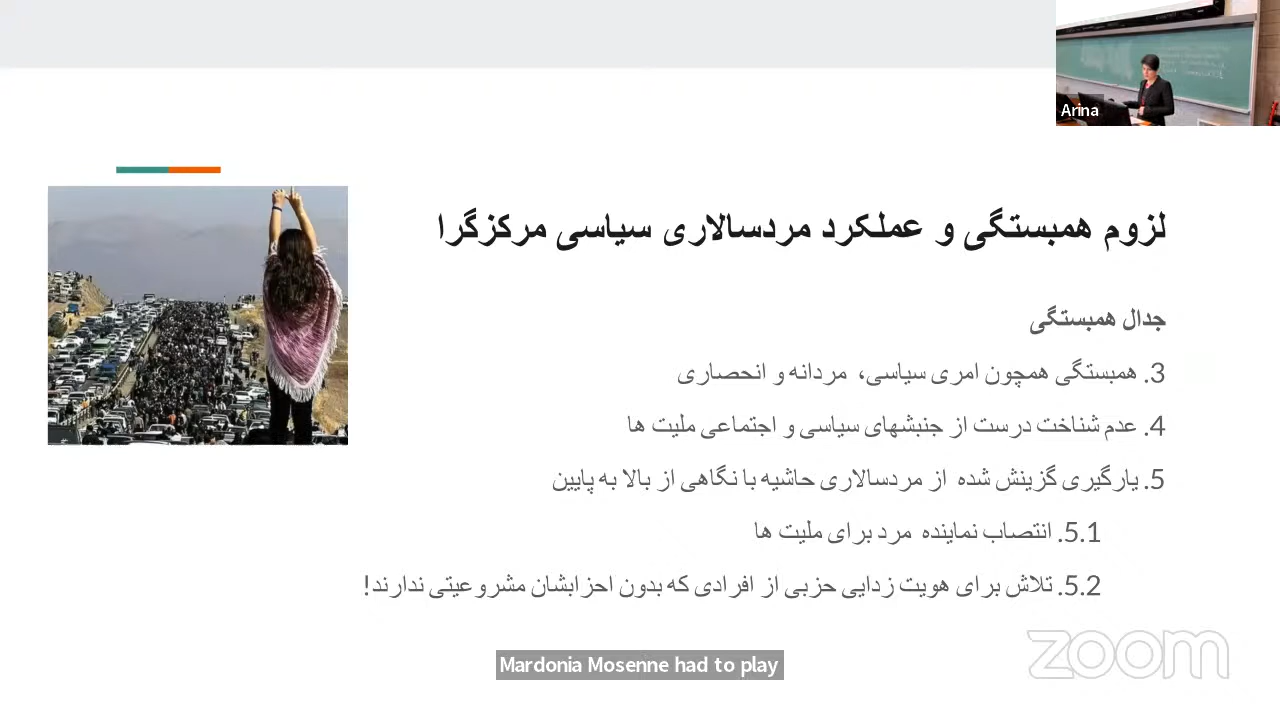 Arina
لزوم همبستگی و عملکرد مردسالاری سیاسی مرکزگرا
جدال همبستگی
3. همبستگی همچون امری سیاسی، مردانه و انحصاری
4. عدم شناخت درست از جنبشهای سیاسی و اجتماعی ملیت ها
5. یارگیری گزینش شده از مردسالاری حاشیه با نگاهی از بالا به پایین
5.1. انتصاب نماینده مرد برای ملیت ها
5.2. تلاش برای هویت زدایی حزبی از افرادی که بدون احزابشان مشروعیتی ندارند!
Mardonia Mosenne had to play
zoom